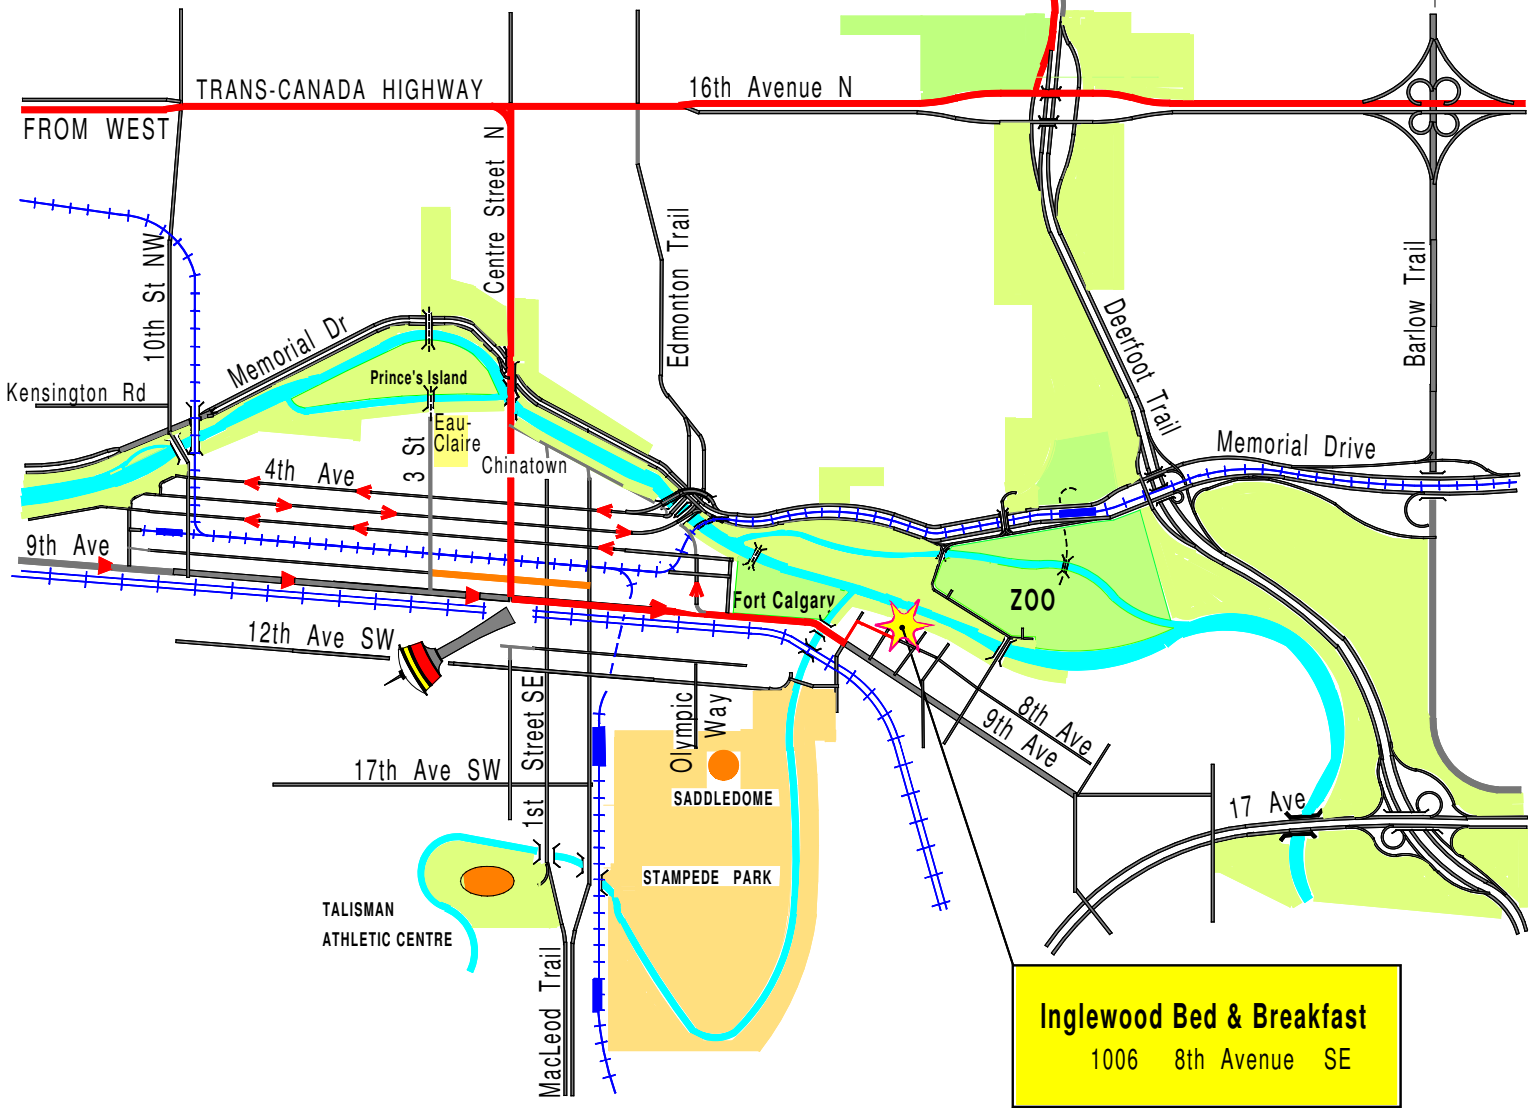 TRANS-CANADA HIGHWAY
16th Avenue N
FROM WEST
Centre Street N
10th St NW
Edmonton Trail
Deerfoot Trail
Barlow Trail
Memorial Dr
Prince's Island
Kensington Rd
Eau-
Claire
3 St
Chinatown
4th Ave
Memorial Drive
9th Ave
Fort Calgary
ZOO
12th Ave SW
1st Street SE
Olympic
Way
8th Ave
9th Ave
17th Ave SW
SADDLEDOME
17 Ave
STAMPEDE PARK
TALISMAN
ATHLETIC CENTRE
MacLeod Trail
Inglewood Bed & Breakfast
1006 8th Avenue SE